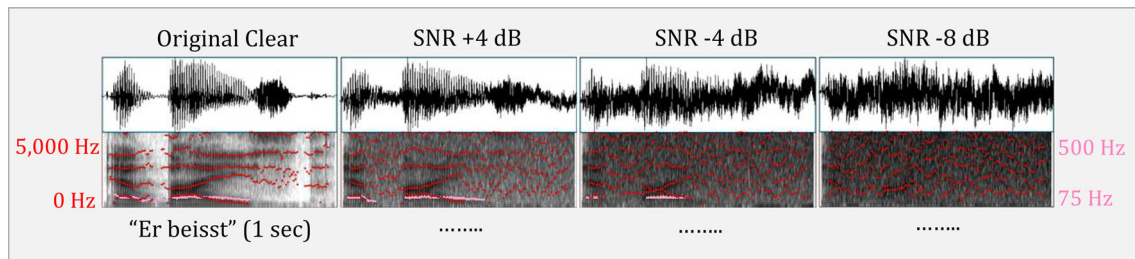 Original Clear
SNR +4 dB
SNR -4 dB
SNR -8 dB
5,000 Hz
500 Hz
0 Hz
75 Hz
“Er beisst” (1 sec)
……..
……..
……..